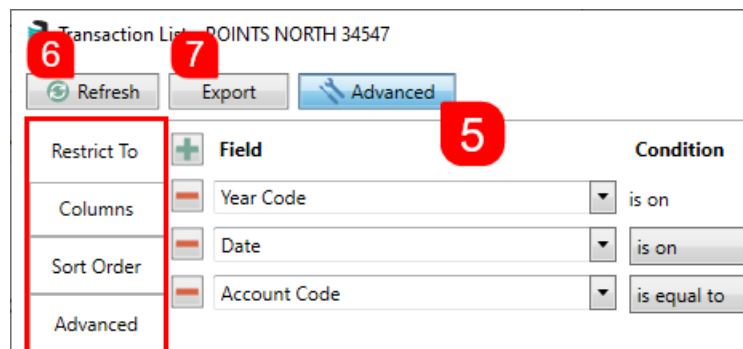 Transaction List POINTS NORTH 34547
6
7
Refresh
Export
Advanced
5
Restrict To
Field
Condition
Columns
Year Code
is on
Sort Order
Date
is on
Account Code
is equal to
Advanced